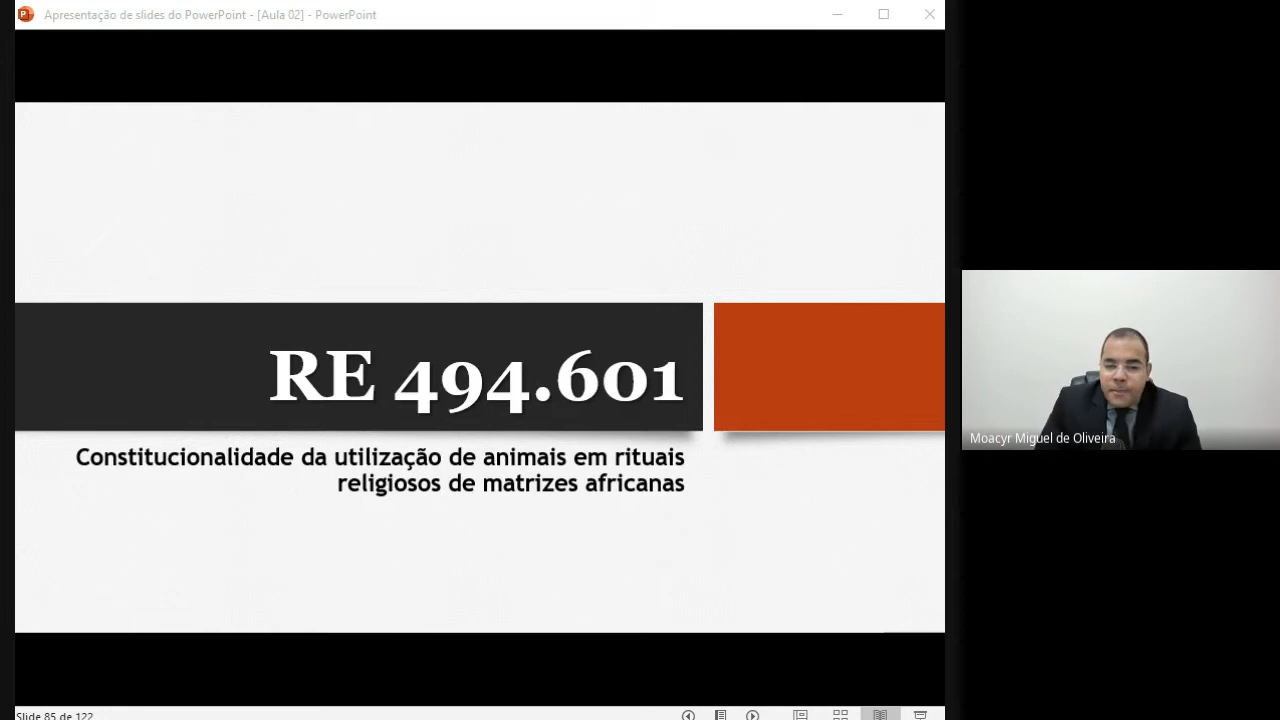 Apresentação de slides do PowerPoint - [Aula 02] - PowerPoint
RE 494.601
Constitucionalidade da utilização de animais em rituais
religiosos de matrizes africanas
Moacyr Miguel de Oliveira
Slide 85 de 122